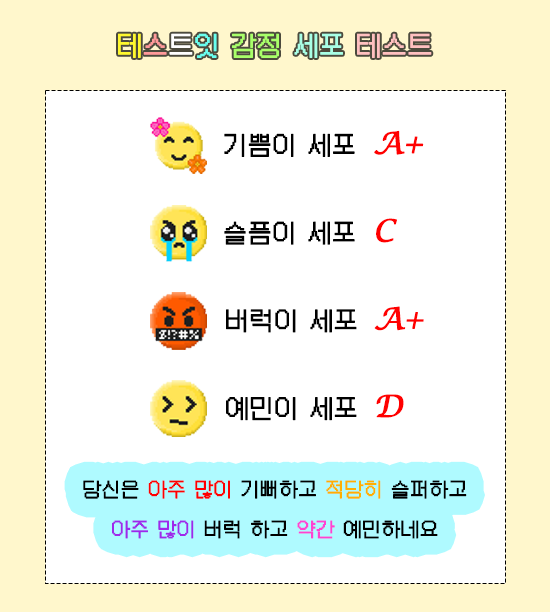 테스트잇 감정 세포 테스트
기쁨이 세포 A+
슬픔이 세포 C
버럭이 세포 A+
$!?#%
예민이 세포 D
당신은 아주 많이 기뻐하고 적당히 슬퍼하고
아주 많이 버럭 하고 약간 예민하네요